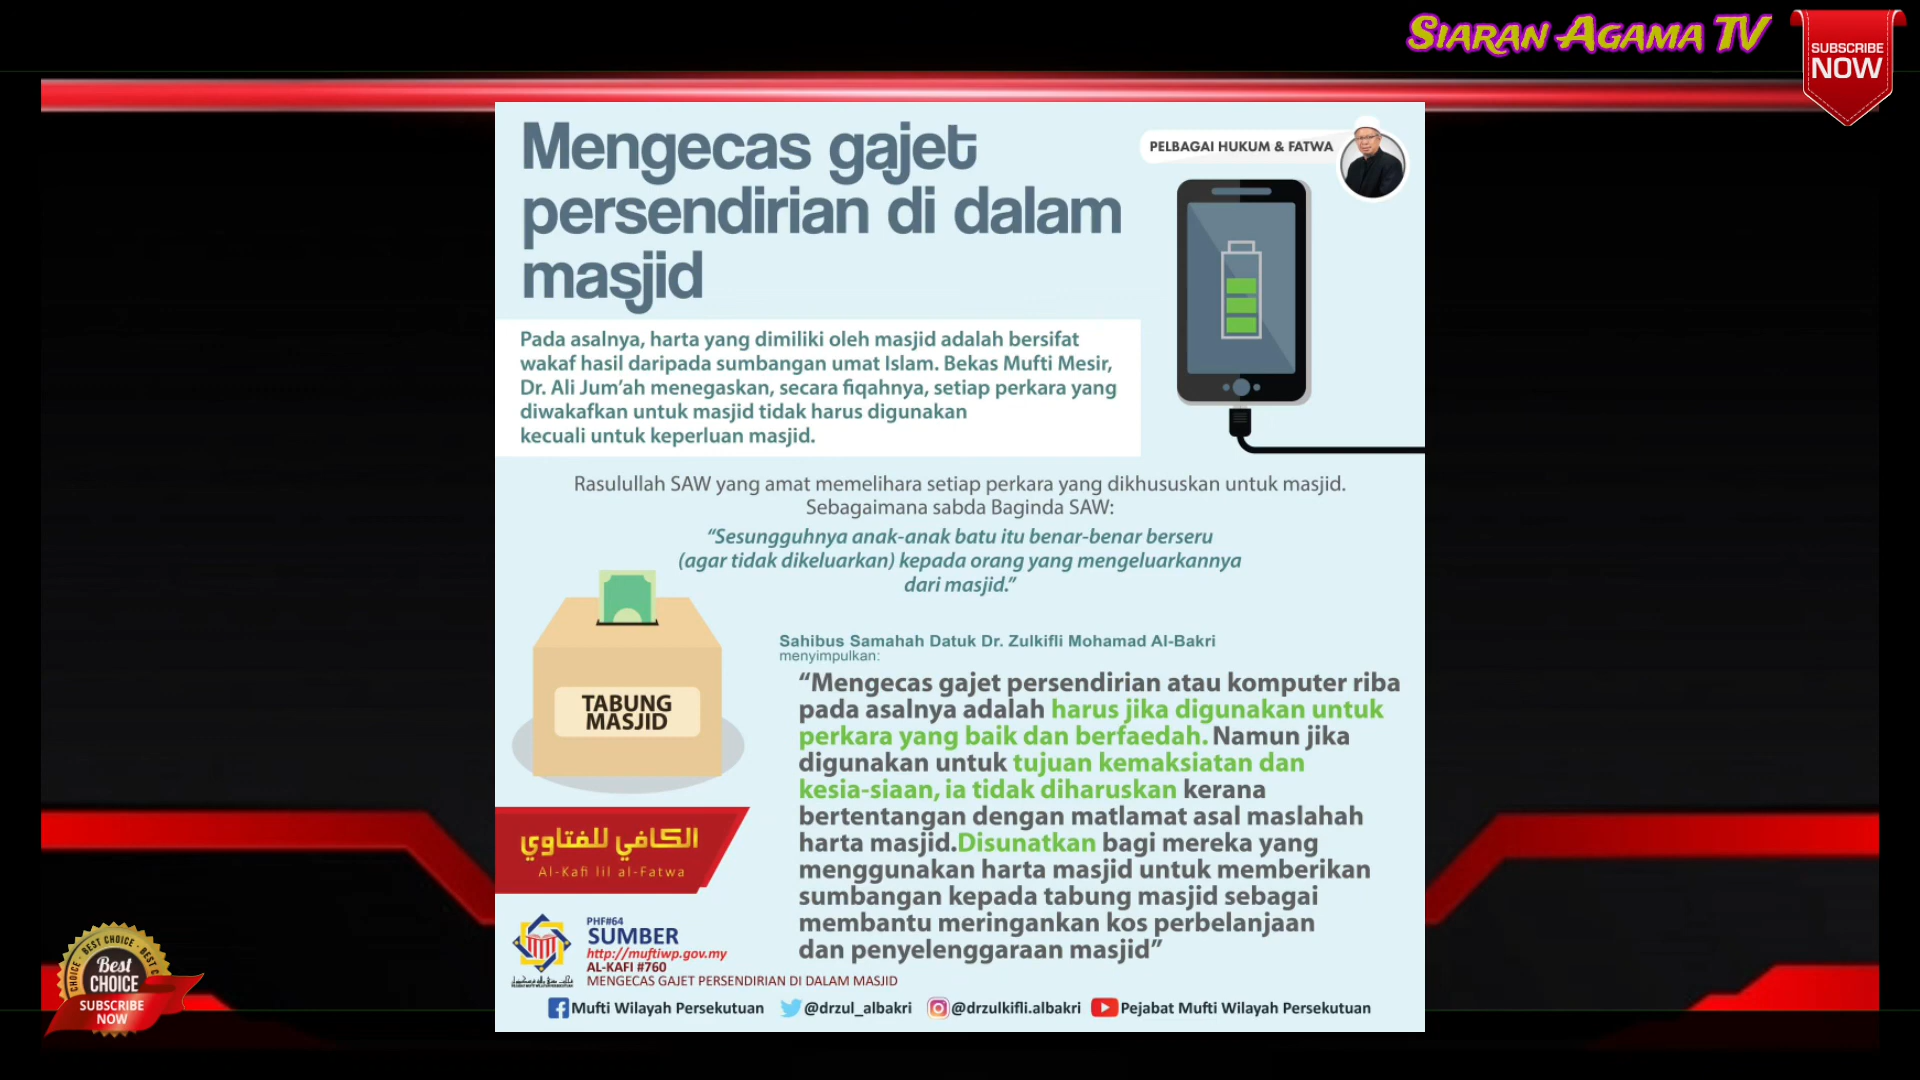 Siaran Agama TV
SUBSCRIBE
NOW
Mengecas gajet
persendirian di dalam
masjid
PELBAGAI HUKUM & FATWA
Pada asalnya, harta yang dimiliki oleh masjid adalah bersifat
wakaf hasil daripada sumbangan umat Islam. Bekas Mufti Mesir,
Dr. Ali Jum'ah menegaskan, secara fiqahnya, setiap perkara yang
diwakafkan untuk masjid tidak harus digunakan
kecuali untuk keperluan masjid.
Rasulullah SAW yang amat memelihara setiap perkara yang dikhususkan untuk masjid.
Sebagaimana sabda Baginda SAW:
“Sesungguhnya anak-anak batu itu benar-benar berseru
(agar tidak dikeluarkan) kepada orang yang mengeluarkannya
dari masjid.”
TABUNG
MASJID
Sahibus Samahah Datuk Dr. Zulkifli Mohamad Al-Bakri
menyimpulkan:
“Mengecas gajet persendirian atau komputer riba
pada asalnya adalah harus jika digunakan untuk
perkara yang baik dan berfaedah. Namun jika
digunakan untuk tujuan kemaksiatan dan
kesia-siaan, ia tidak diharuskan kerana
bertentangan dengan matlamat asal maslahah
harta masjid.Disunatkan bagi mereka yang
menggunakan harta masjid untuk memberikan
sumbangan kepada tabung masjid sebagai
membantu meringankan kos perbelanjaan
dan penyelenggaraan masjid”
الكافي للفتاوي
Al-Kafi lil al-Fatwa
PHF#64
SUMBER
http://muftiwp.gov.my
AL-KAFI #760
MENGECAS GAJET PERSENDIRIAN DI DALAM MASJID
Mufti Wilayah Persekutuan @drzul_albakri @drzulkifli.albakri Pejabat Mufti Wilayah Persekutuan
BEST CHOICE
Best
CHOICE
SUBSCRIBE
NOW